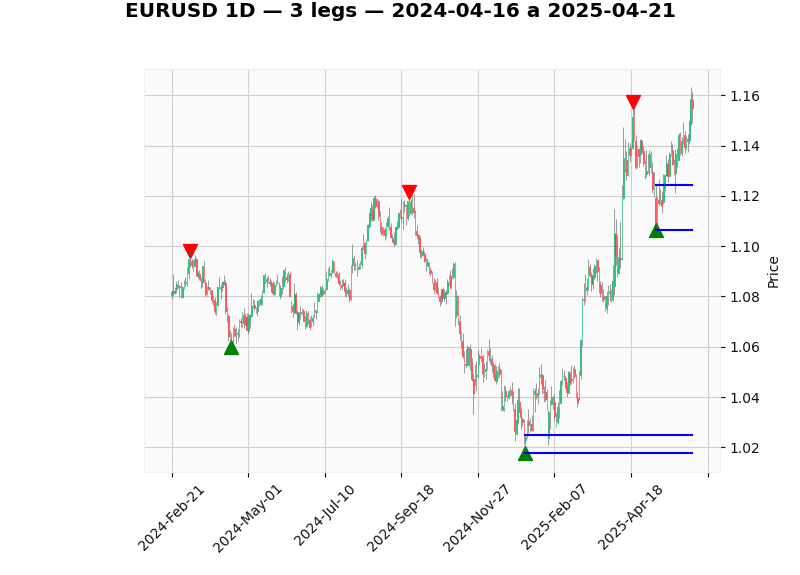 EURUSD 1D — 3 legs — 2024-04-16 a 2025-04-21
1.16
1.14
1.12
1.10
1.08
1.06
1.04
1.02
Price
2024-Feb-21
2024-May-01
2024-Jul-10
2024-Sep-18
2024-Nov-27
2025-Feb-07
2025-Apr-18